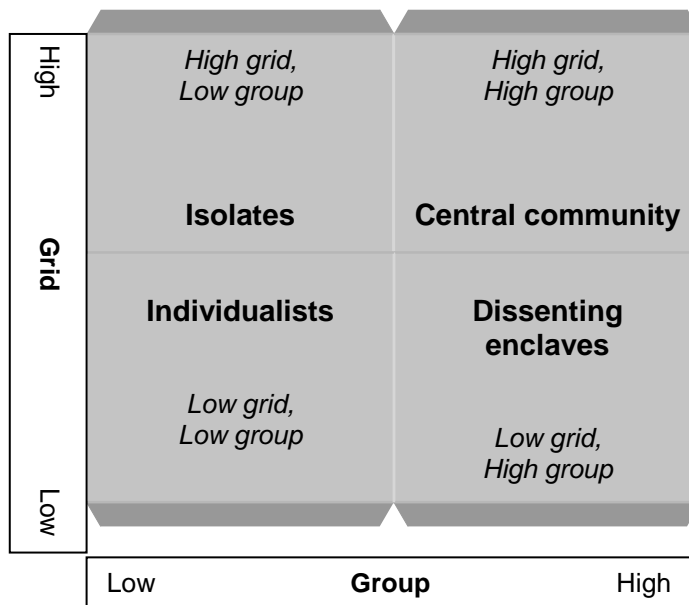 High
Grid
Low
High grid,
Low group
High grid,
High group
Isolates
Central community
Individualists
Dissenting
enclaves
Low grid,
Low group
Low grid,
High group
Low
Group
High